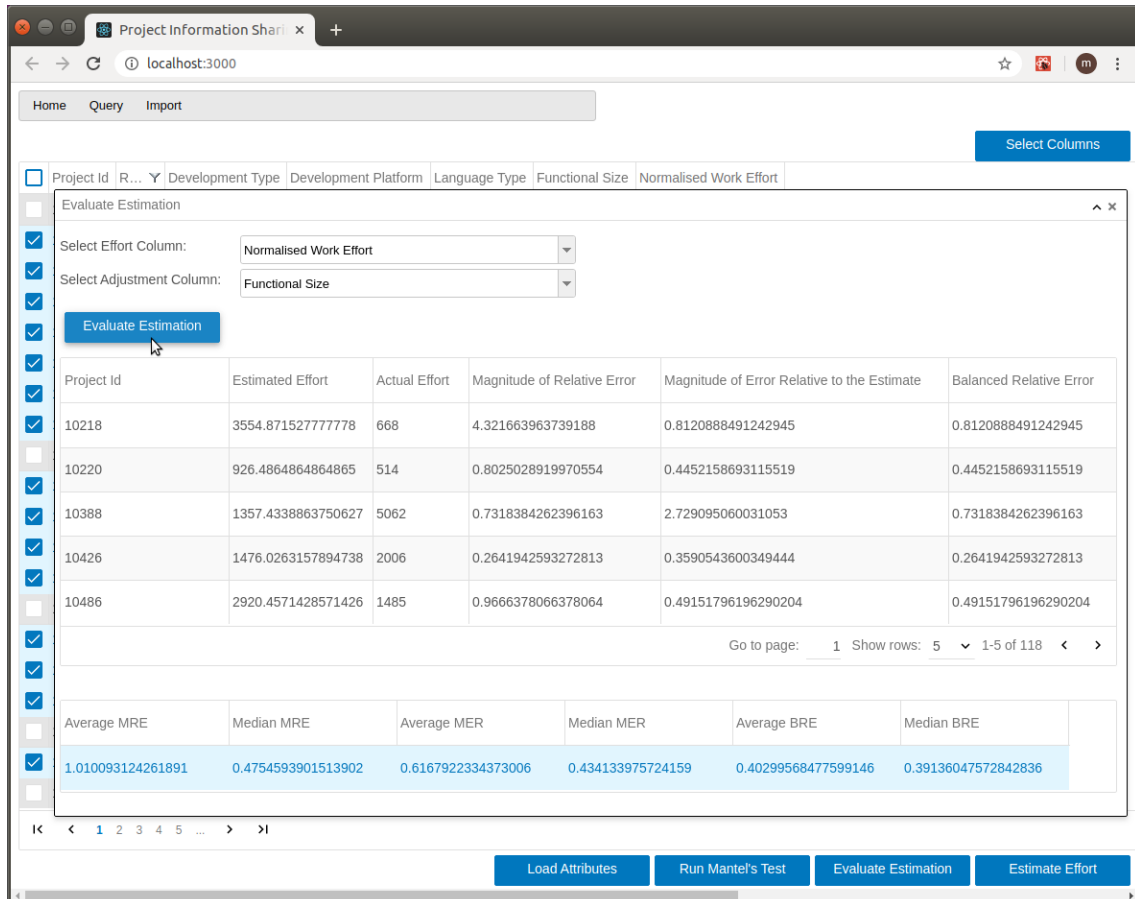 Project Information Shari
localhost:3000
m
Home Query Import
Select Columns
Project Id R... Development Type Development Platform Language Type Functional Size Normalised Work Effort
Evaluate Estimation
Select Effort Column: Normalised Work Effort
Select Adjustment Column: Functional Size
Evaluate Estimation
Project Id Estimated Effort Actual Effort Magnitude of Relative Error Magnitude of Error Relative to the Estimate Balanced Relative Error
10218 3554.871527777778 668 4.321663963739188 0.8120888491242945 0.8120888491242945
10220 926.4864864864865 514 0.8025028919970554 0.4452158693115519 0.4452158693115519
10388 1357.4338863750627 5062 0.7318384262396163 2.729095060031053 0.7318384262396163
10426 1476.0263157894738 2006 0.2641942593272813 0.3590543600349444 0.2641942593272813
10486 2920.4571428571426 1485 0.9666378066378064 0.49151796196290204 0.49151796196290204
Go to page: 1 Show rows: 5 1-5 of 118
Average MRE Median MRE Average MER Median MER Average BRE Median BRE
1.010093124261891 0.4754593901513902 0.6167922334373006 0.434133975724159 0.40299568477599146 0.39136047572842836
1 2 3 4 5 ...
Load Attributes Run Mantel's Test Evaluate Estimation Estimate Effort